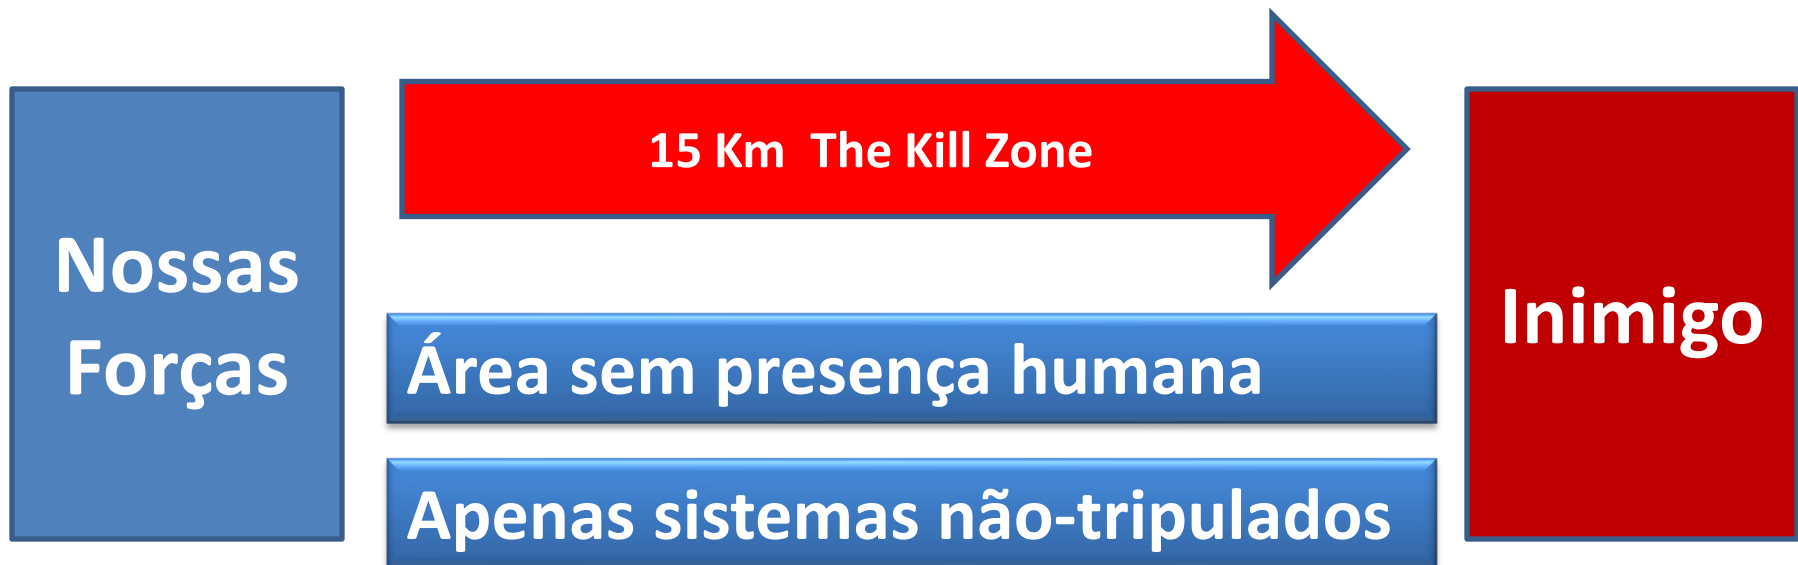 Nossas
Forças
15 Km  The Kill Zone
Área sem presença humana
Apenas sistemas não-tripulados
Inimigo